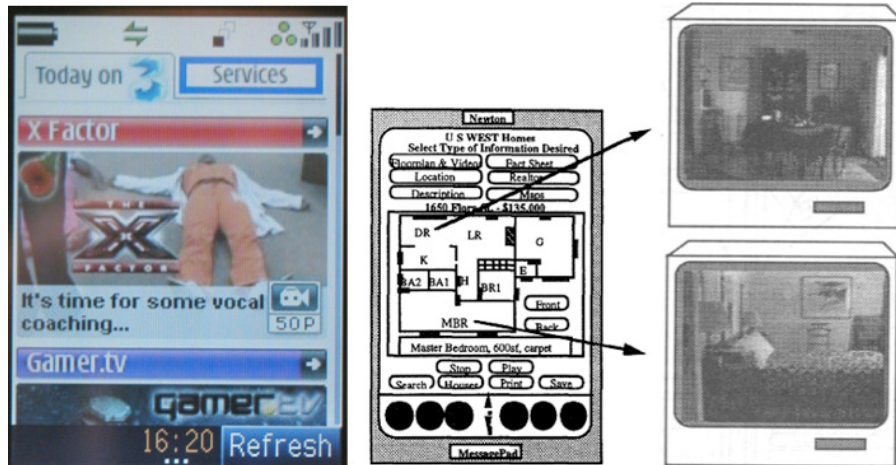 Today on 3
Services
X Factor
THE
X
FACTOR
It's time for some vocal
coaching...
50P
Gamer.tv
gamer.tv
16:20 Refresh
Newton
U S WEST Homes
Select Type of Information Desired
Floorplan & Video
Fact Sheet
Location
Realtor
Description
Maps
1650 Flora St. - $135,000
DR
LR
G
K
E
BA2
BA1
H
BR1
Front
MBR
Back
Master Bedroom, 600sf, carpet
Stop
Play
Search
Houses
Print
Save
MessagePad